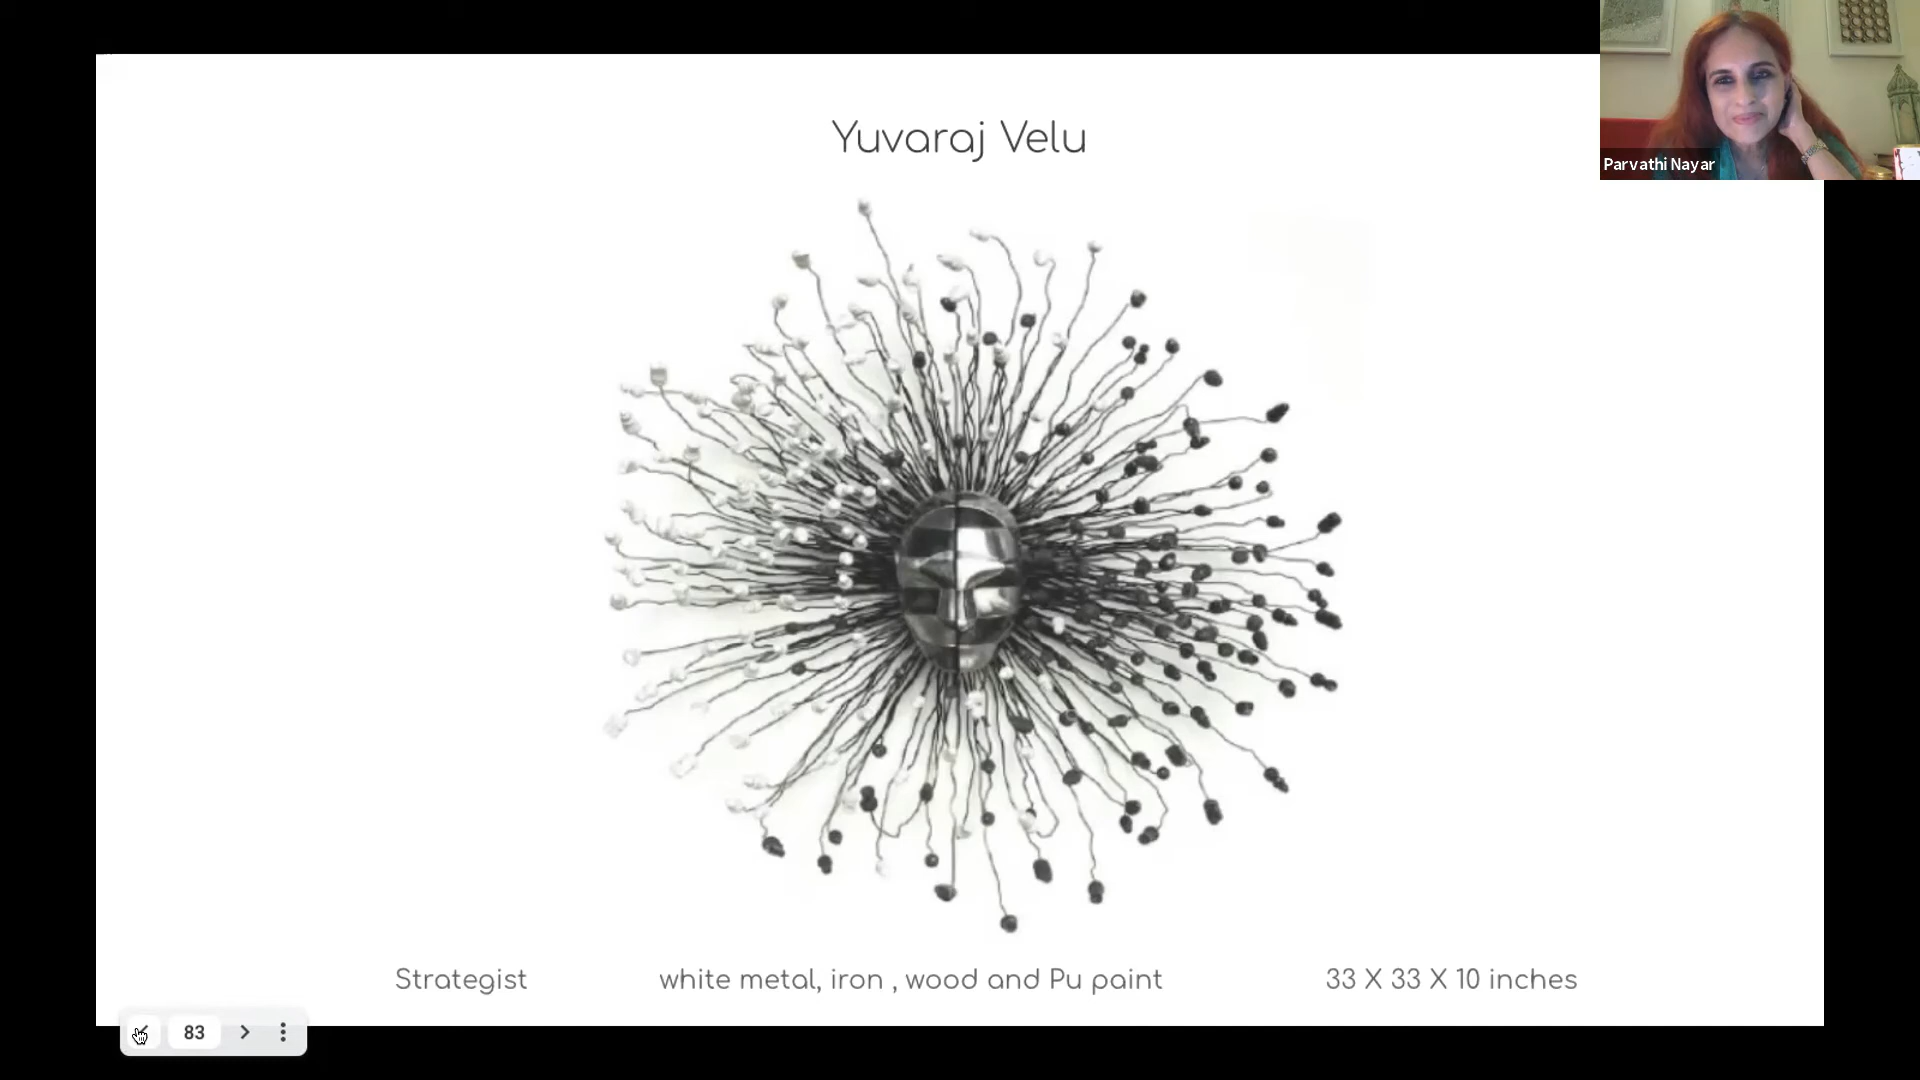 Yuvaraj Velu
Parvathi Nayar
Strategist
white metal, iron , wood and Pu paint
33 X 33 X 10 inches
83